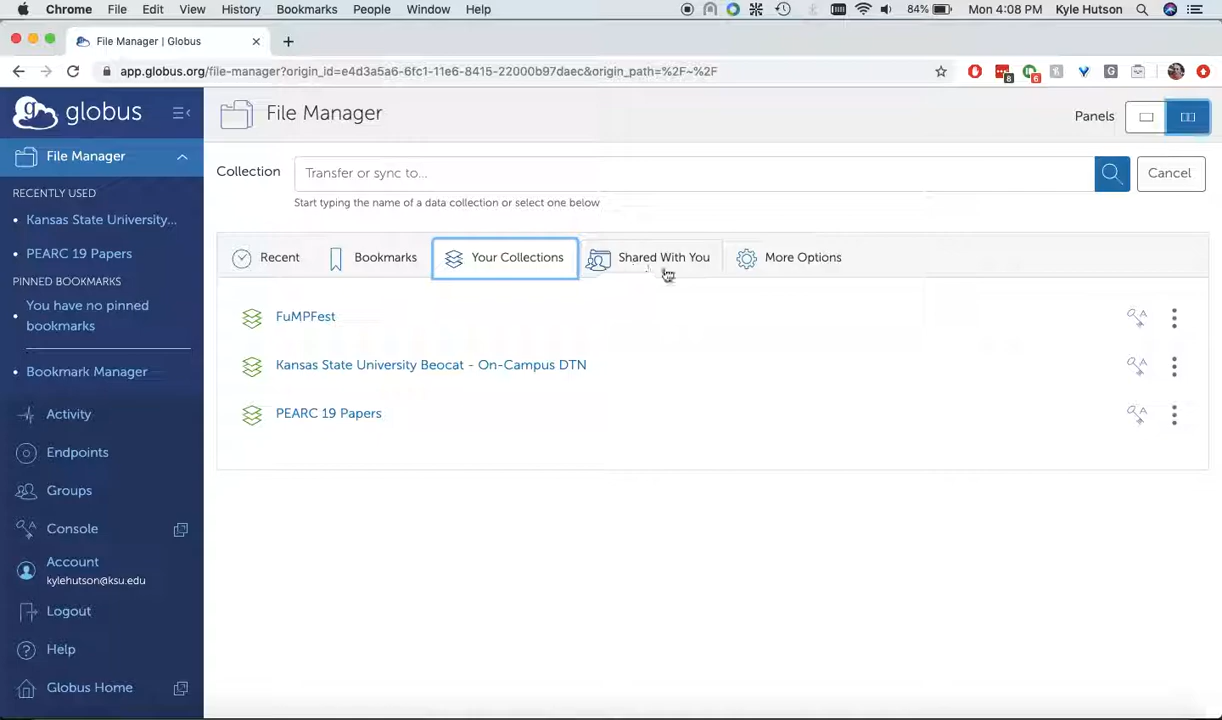 Chrome File Edit View History Bookmarks People Window Help 84% Mon 4:08 PM Kyle Hutson
File Manager | Globus
app.globus.org/file-manager?origin_id=e4d3a5a6-6fc1-11e6-8415-22000b97daec&origin_path=%2F~%2F
8
6
G
globus
File Manager
RECENTLY USED
Kansas State University...
PEARC 19 Papers
PINNED BOOKMARKS
You have no pinned
bookmarks
Bookmark Manager
Activity
Endpoints
Groups
Console
Account
kylehutson@ksu.edu
Logout
Help
Globus Home
File Manager
Panels
Collection
Transfer or sync to...
Cancel
Start typing the name of a data collection or select one below
Recent
Bookmarks
Your Collections
Shared With You
More Options
FuMPFest
Kansas State University Beocat - On-Campus DTN
PEARC 19 Papers